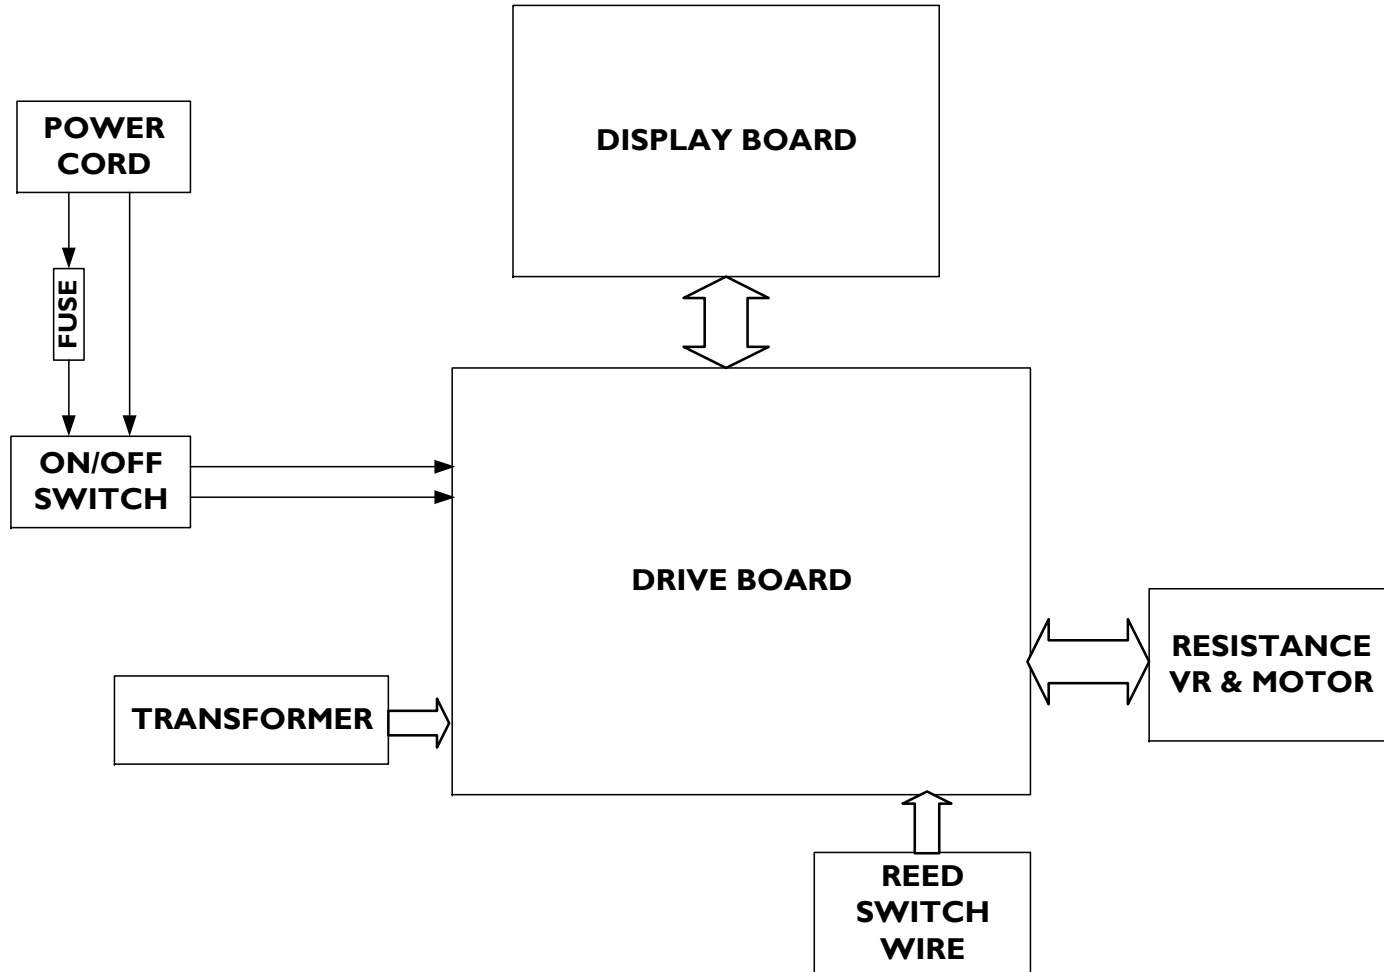 DISPLAY BOARD
POWER
CORD
FUSE
ON/OFF
SWITCH
DRIVE BOARD
RESISTANCE
VR & MOTOR
TRANSFORMER
REED
SWITCH
WIRE